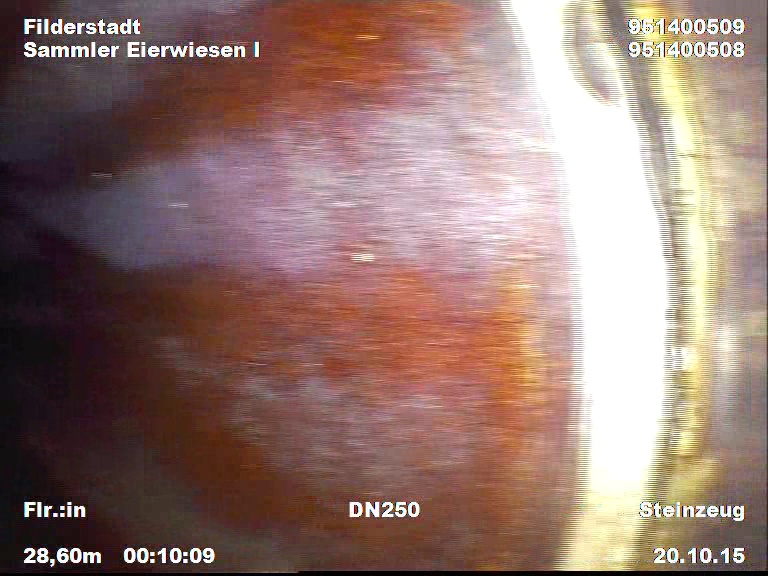 Filderstadt
Sammler Eierwiesen I
951400509
951400508
Flr.:in
DN250
Steinzeug
28,60m 00:10:09
20.10.15